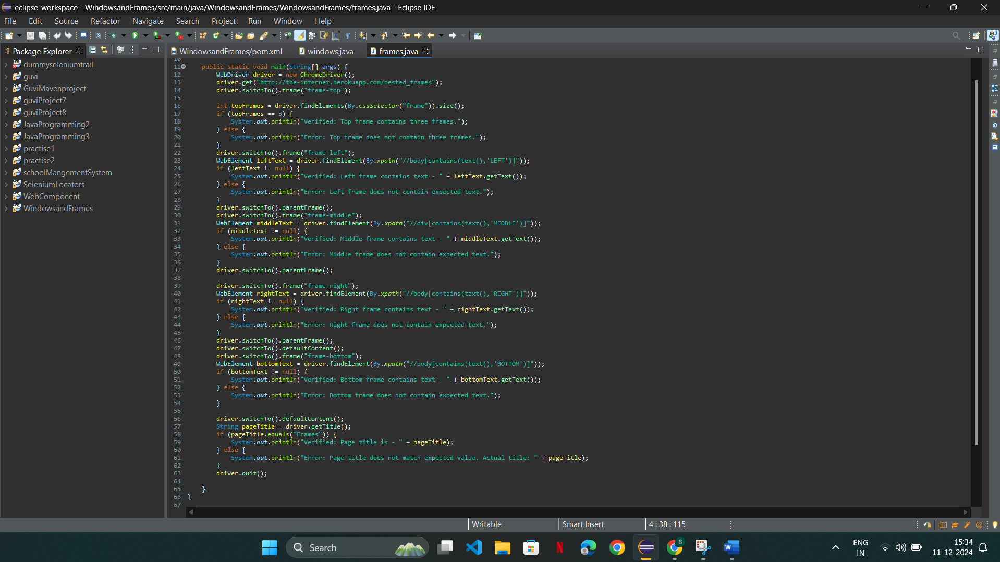 eclipse-workspace - WindowsandFrames/src/main/java/WindowsandFrames/WindowsandFrames/frames.java - Eclipse IDE
File Edit Source Refactor Navigate Search Project Run Window Help
Package Explorer
WindowsandFrames/pom.xml windows.java frames.java
dummyseleniumtrail
guvi
GuviMavenproject
guviProject7
guviProject8
JavaProgramming2
JavaProgramming3
practise1
practise2
schoolMangementSystem
SeleniumLocators
WebComponent
WindowsandFrames
10
11 public static void main(String[] args) {
12 WebDriver driver = new ChromeDriver();
13 driver.get("http://the-internet.herokuapp.com/nested_frames");
14 driver.switchTo().frame("frame-top");
15
16 int topFrames = driver.findElements(By.cssSelector("frame")).size();
17 if (topFrames == 3) {
18 System.out.println("Verified: Top frame contains three frames.");
19 } else {
20 System.out.println("Error: Top frame does not contain three frames.");
21 }
22 driver.switchTo().frame("frame-left");
23 WebElement leftText = driver.findElement(By.xpath("//body[contains(text(),'LEFT')]"));
24 if (leftText != null) {
25 System.out.println("Verified: Left frame contains text - " + leftText.getText());
26 } else {
27 System.out.println("Error: Left frame does not contain expected text.");
28 }
29 driver.switchTo().parentFrame();
30 driver.switchTo().frame("frame-middle");
31 WebElement middleText = driver.findElement(By.xpath("//div[contains(text(),'MIDDLE')]"));
32 if (middleText != null) {
33 System.out.println("Verified: Middle frame contains text - " + middleText.getText());
34 } else {
35 System.out.println("Error: Middle frame does not contain expected text.");
36 }
37 driver.switchTo().parentFrame();
38
39 driver.switchTo().frame("frame-right");
40 WebElement rightText = driver.findElement(By.xpath("//body[contains(text(),'RIGHT')]"));
41 if (rightText != null) {
42 System.out.println("Verified: Right frame contains text - " + rightText.getText());
43 } else {
44 System.out.println("Error: Right frame does not contain expected text.");
45 }
46 driver.switchTo().parentFrame();
47 driver.switchTo().defaultContent();
48 driver.switchTo().frame("frame-bottom");
49 WebElement bottomText = driver.findElement(By.xpath("//body[contains(text(),'BOTTOM')]"));
50 if (bottomText != null) {
51 System.out.println("Verified: Bottom frame contains text - " + bottomText.getText());
52 } else {
53 System.out.println("Error: Bottom frame does not contain expected text.");
54 }
55
56 driver.switchTo().defaultContent();
57 String pageTitle = driver.getTitle();
58 if (pageTitle.equals("Frames")) {
59 System.out.println("Verified: Page title is - " + pageTitle);
60 } else {
61 System.out.println("Error: Page title does not match expected value. Actual title: " + pageTitle);
62 }
63 driver.quit();
64
65 }
66 }
67
Writable Smart Insert 4 : 38 : 115
Search
ENG
IN
15:34
11-12-2024